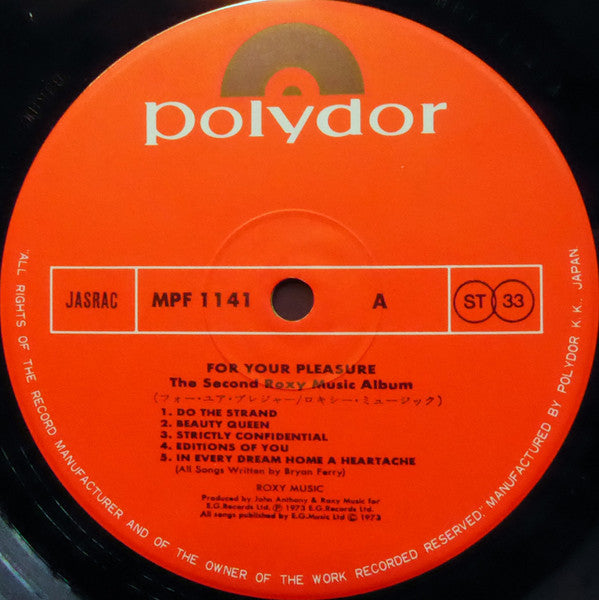 polydor
JASRAC MPF 1141 A ST 33
FOR YOUR PLEASURE
The Second Roxy Music Album
(フォー・ユア・プレジャー/ロキシー・ミュージック)
1. DO THE STRAND
2. BEAUTY QUEEN
3. STRICTLY CONFIDENTIAL
4. EDITIONS OF YOU
5. IN EVERY DREAM HOME A HEARTACHE
(All Songs Written by Bryan Ferry)
ROXY MUSIC
Produced by John Anthony & Roxy Music for
E.G.Records Ltd. Ⓟ 1973 E.G.Records Ltd.
All songs published by E.G.Music Ltd © 1973
"ALL RIGHTS OF THE RECORD MANUFACTURER AND OF THE OWNER OF THE WORK RECORDED RESERVED." MANUFACTURED BY POLYDOR K.K., JAPAN